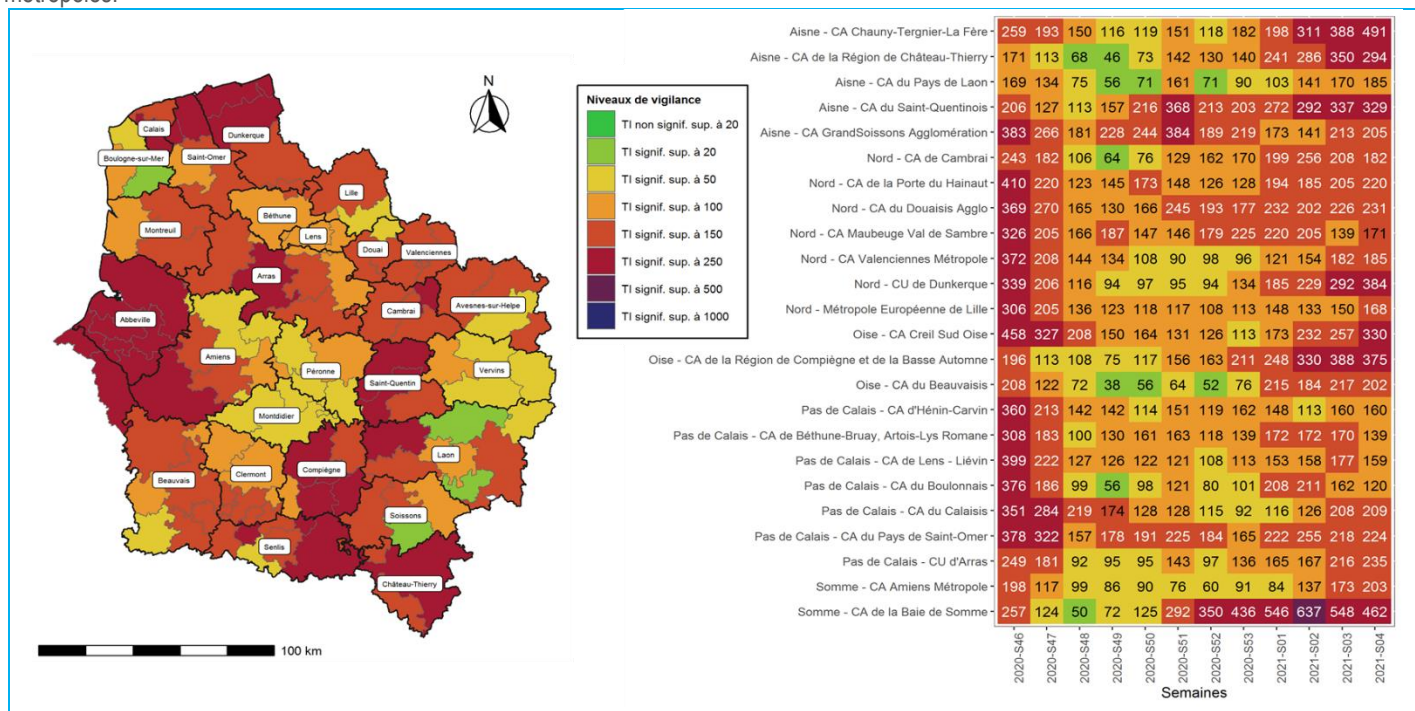 Calais
Dunkerque
Boulogne-sur-Mer
Saint-Omer
Lille
Béthune
Montreuil
Lens
Douai
Valenciennes
Arras
Avesnes-sur-Helpe
Cambrai
Abbeville
Amiens
Péronne
Vervins
Saint-Quentin
Montdidier
Laon
Compiègne
Clermont
Beauvais
Soissons
Senlis
Château-Thierry
N
100 km
Niveaux de vigilance
TI non signif. sup. à 20
TI signif. sup. à 20
TI signif. sup. à 50
TI signif. sup. à 100
TI signif. sup. à 150
TI signif. sup. à 250
TI signif. sup. à 500
TI signif. sup. à 1000
Aisne - CA Chauny-Tergnier-La Fère 259 193 150 116 119 151 118 182 198 311 388 491
Aisne - CA de la Région de Château-Thierry 171 113 68 46 73 142 130 140 241 286 350 294
Aisne - CA du Pays de Laon 169 134 75 56 71 161 71 90 103 141 170 185
Aisne - CA du Saint-Quentinois 206 127 113 157 216 368 213 203 272 292 337 329
Aisne - CA GrandSoissons Agglomération 383 266 181 228 244 384 189 219 173 141 213 205
Nord - CA de Cambrai 243 182 106 64 76 129 162 170 199 256 208 182
Nord - CA de la Porte du Hainaut 410 220 123 145 173 148 126 128 194 185 205 220
Nord - CA du Douaisis Agglo 369 270 165 130 166 245 193 177 232 202 226 231
Nord - CA Maubeuge Val de Sambre 326 205 166 187 147 146 179 225 220 205 139 171
Nord - CA Valenciennes Métropole 372 208 144 134 108 90 98 96 121 154 182 185
Nord - CU de Dunkerque 339 206 116 94 97 95 94 134 185 229 292 384
Nord - Métropole Européenne de Lille 306 205 136 123 118 117 108 113 148 133 150 168
Oise - CA Creil Sud Oise 458 327 208 150 164 131 126 113 173 232 257 330
Oise - CA de la Région de Compiègne et de la Basse Automne 196 113 108 75 117 156 163 211 248 330 388 375
Oise - CA du Beauvaisis 208 122 72 38 56 64 52 76 215 184 217 202
Pas de Calais - CA d'Hénin-Carvin 360 213 142 142 114 151 119 162 148 113 160 160
Pas de Calais - CA de Béthune-Bruay, Artois-Lys Romane 308 183 100 130 161 163 118 139 172 172 170 139
Pas de Calais - CA de Lens - Liévin 399 222 127 126 122 121 108 113 153 158 177 159
Pas de Calais - CA du Boulonnais 376 186 99 56 98 121 80 101 208 211 162 120
Pas de Calais - CA du Calaisis 351 284 219 174 128 128 115 92 116 126 208 209
Pas de Calais - CA du Pays de Saint-Omer 378 322 157 178 191 225 184 165 222 255 218 224
Pas de Calais - CU d'Arras 249 181 92 95 95 143 97 136 165 167 216 235
Somme - CA Amiens Métropole 198 117 99 86 90 76 60 91 84 137 173 203
Somme - CA de la Baie de Somme 257 124 50 72 125 292 350 436 546 637 548 462
2020-S46 2020-S47 2020-S48 2020-S49 2020-S50 2020-S51 2020-S52 2020-S53 2021-S01 2021-S02 2021-S03 2021-S04
Semaines